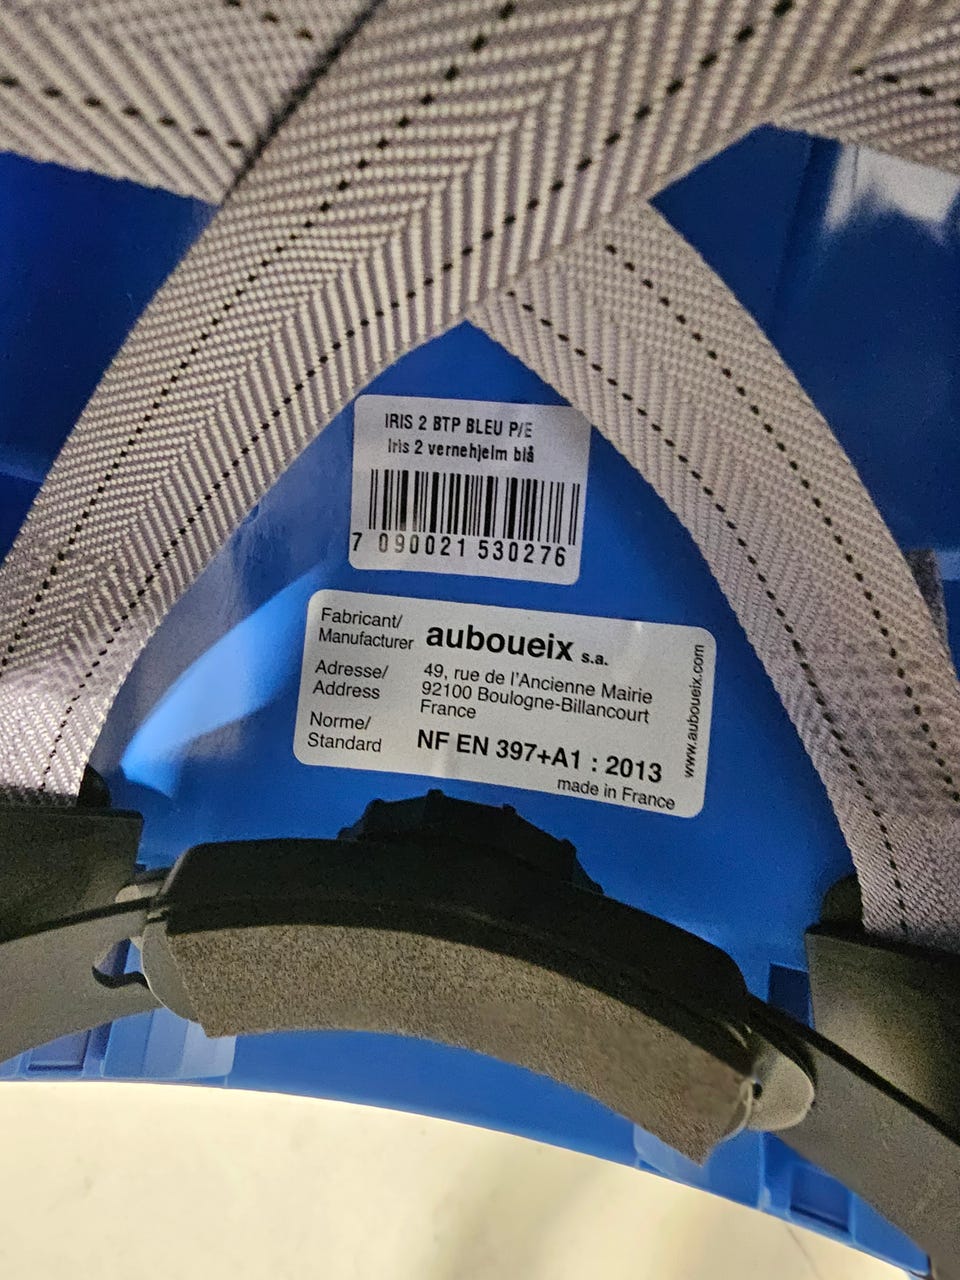 IRIS 2 BTP BLEU P/E
Iris 2 vernehjelm blå
7 090021 530276
Fabricant/
Manufacturer
auboueix s.a.
Adresse/
Address
49, rue de l'Ancienne Mairie
92100 Boulogne-Billancourt
France
Norme/
Standard
NF EN 397+A1 : 2013
made in France
www.auboueix.com